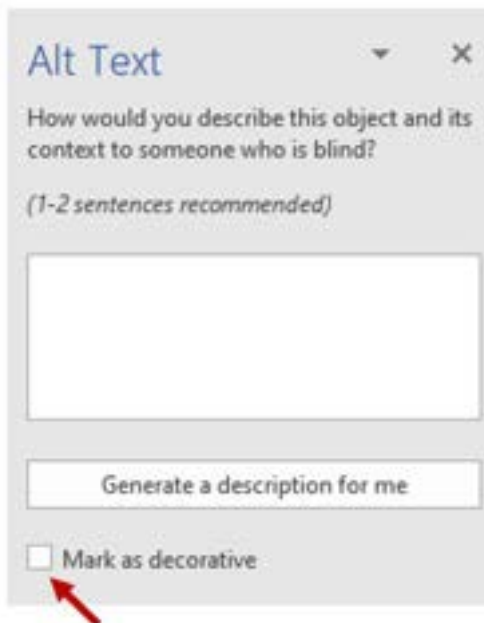 Alt Text
How would you describe this object and its
context to someone who is blind?
(1-2 sentences recommended)
Generate a description for me
Mark as decorative